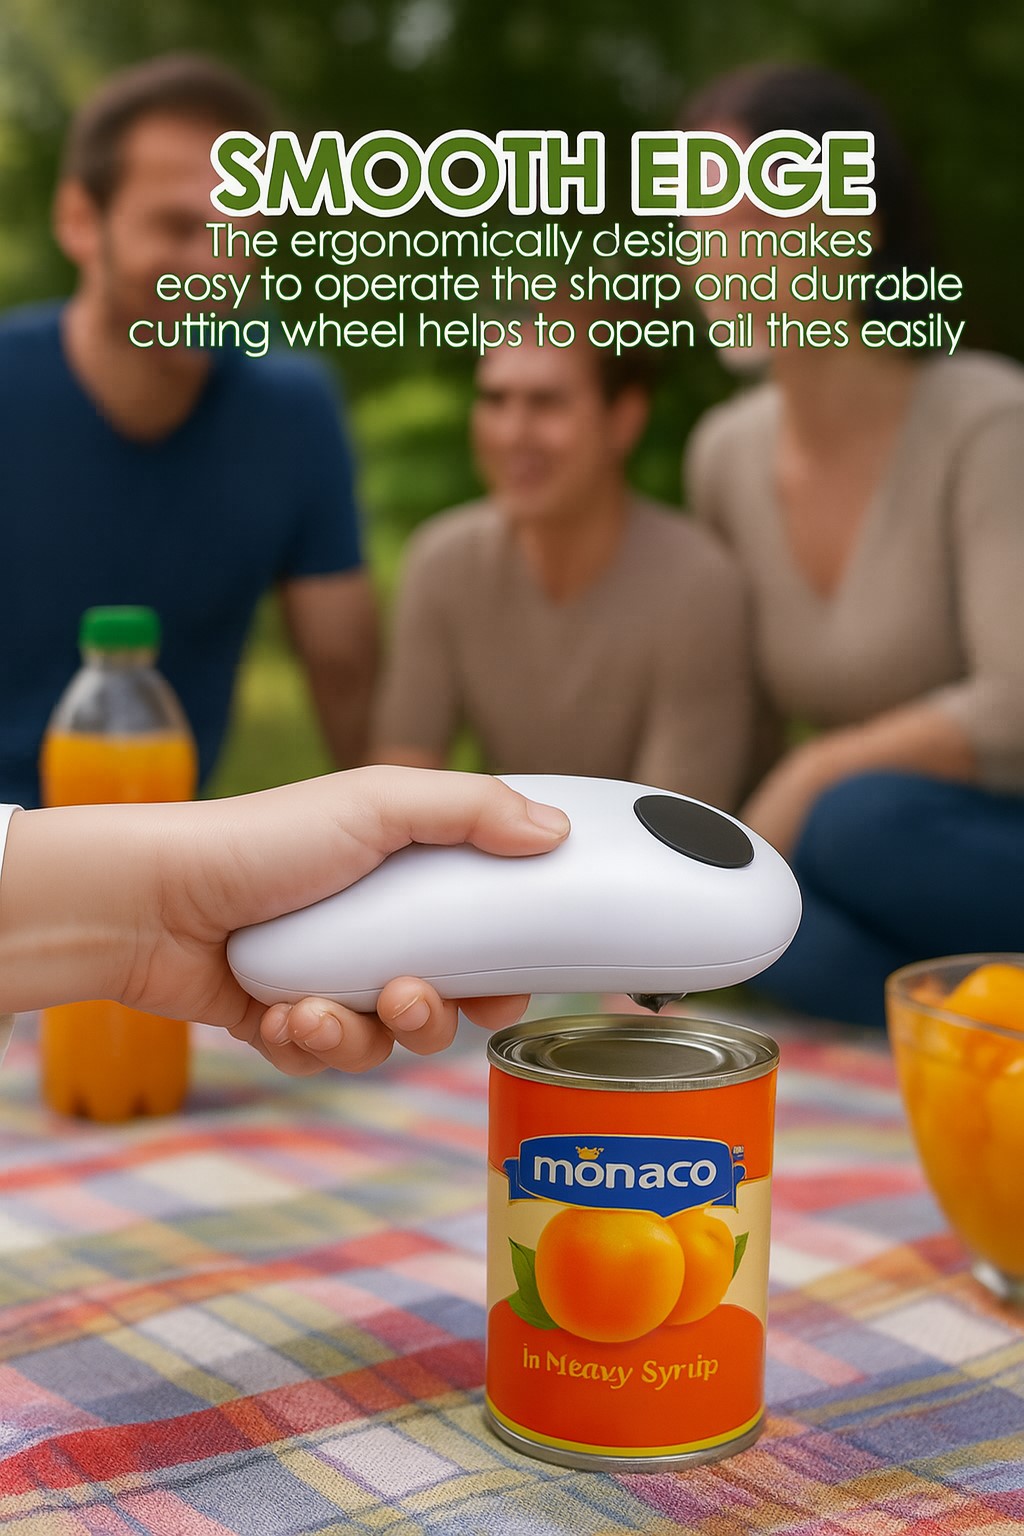 SMOOTH EDGE
The ergonomically design makes
eosy to operate the sharp ond durrable
cutting wheel helps to open ail thes easily
monaco
in Meavy Syrup